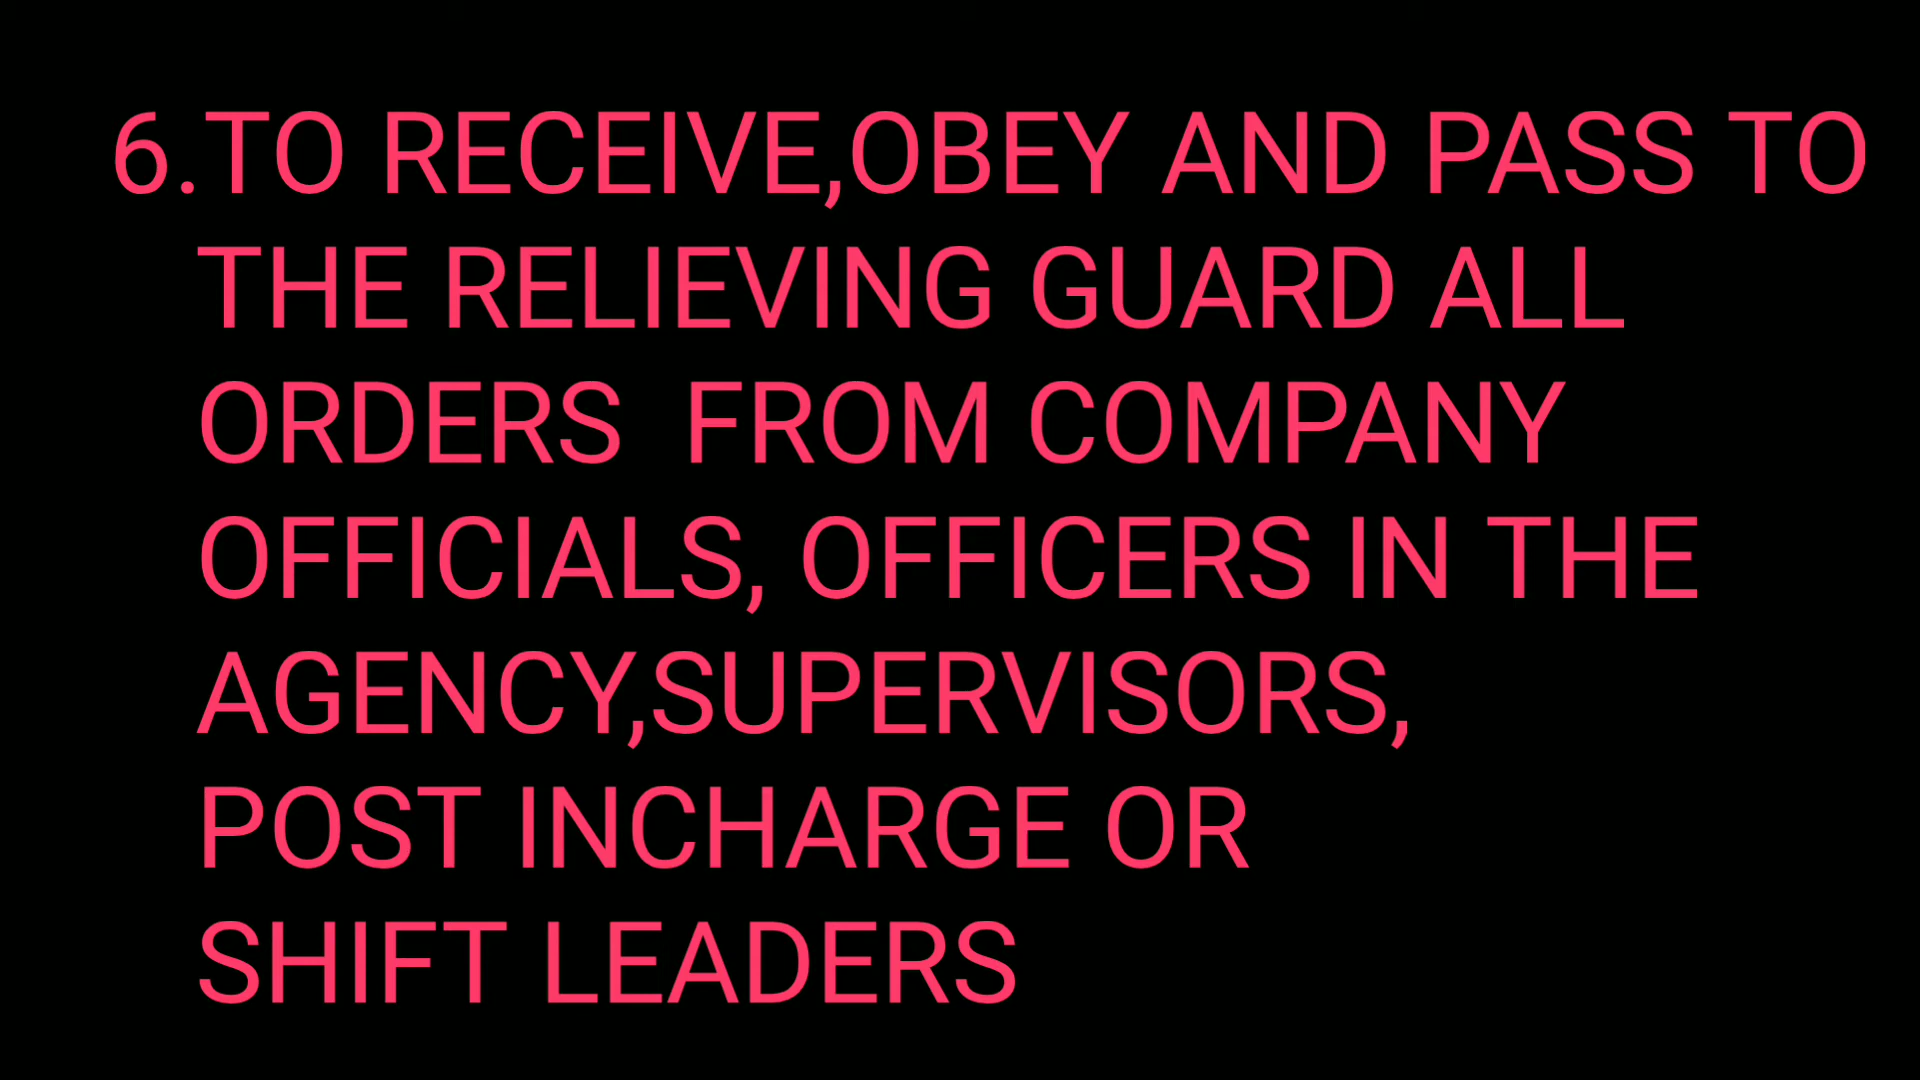 6.TO RECEIVE,OBEY AND PASS TO
THE RELIEVING GUARD ALL
ORDERS  FROM COMPANY
OFFICIALS, OFFICERS IN THE
AGENCY,SUPERVISORS,
POST INCHARGE OR
SHIFT LEADERS